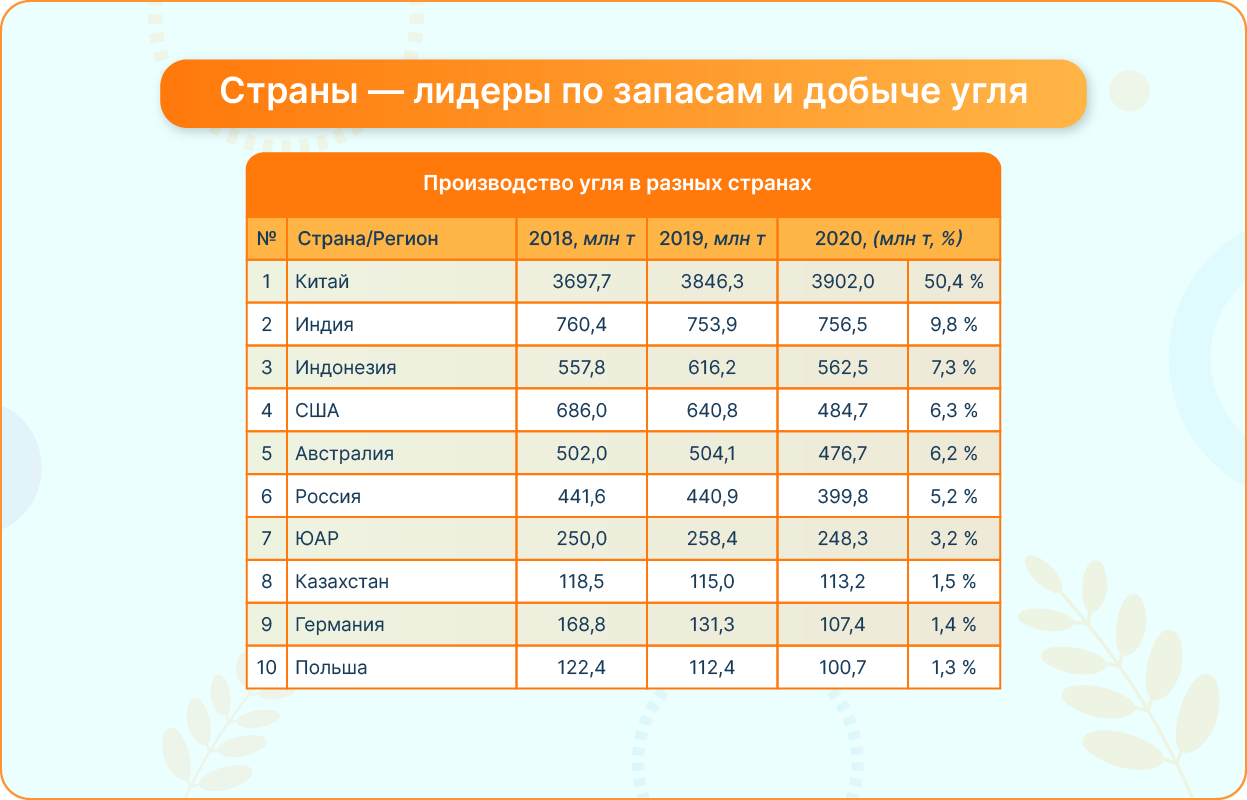 Страны — лидеры по запасам и добыче угля
Производство угля в разных странах
№ Страна/Регион 2018, млн т 2019, млн т 2020, (млн т, %)
1 Китай 3697,7 3846,3 3902,0 50,4 %
2 Индия 760,4 753,9 756,5 9,8 %
3 Индонезия 557,8 616,2 562,5 7,3 %
4 США 686,0 640,8 484,7 6,3 %
5 Австралия 502,0 504,1 476,7 6,2 %
6 Россия 441,6 440,9 399,8 5,2 %
7 ЮАР 250,0 258,4 248,3 3,2 %
8 Казахстан 118,5 115,0 113,2 1,5 %
9 Германия 168,8 131,3 107,4 1,4 %
10 Польша 122,4 112,4 100,7 1,3 %